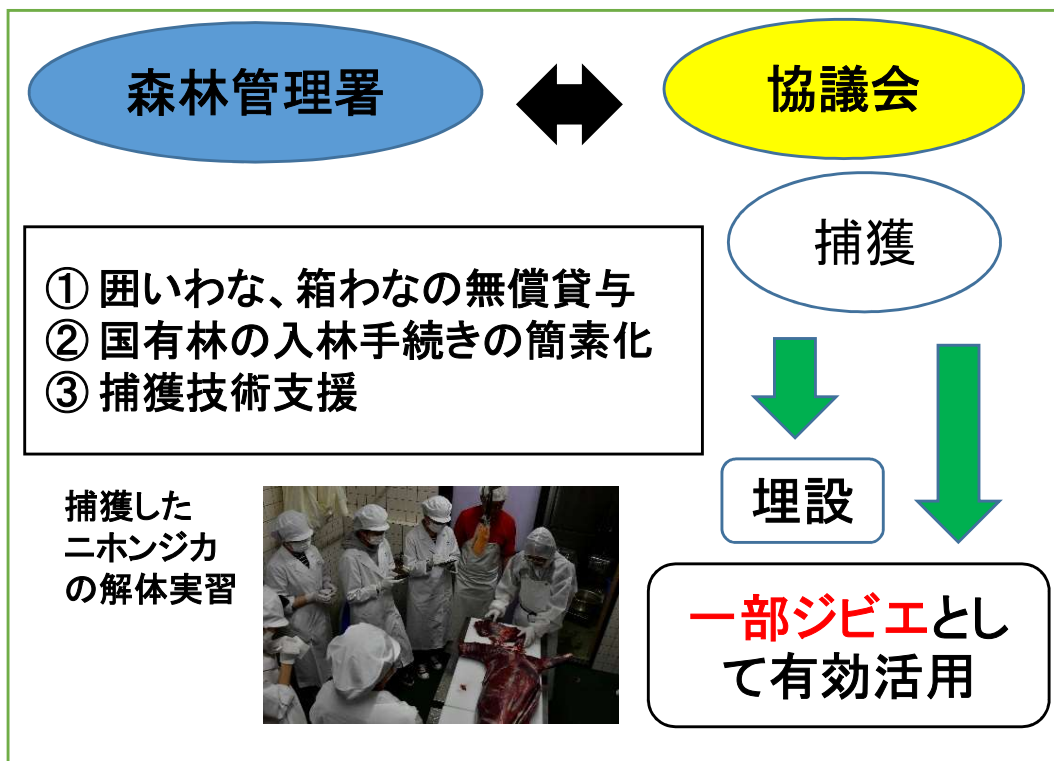 森林管理署
協議会
捕獲
① 囲いわな、箱わなの無償貸与
② 国有林の入林手続きの簡素化
③ 捕獲技術支援
埋設
捕獲した
ニホンジカ
の解体実習
一部ジビエとし
て有効活用